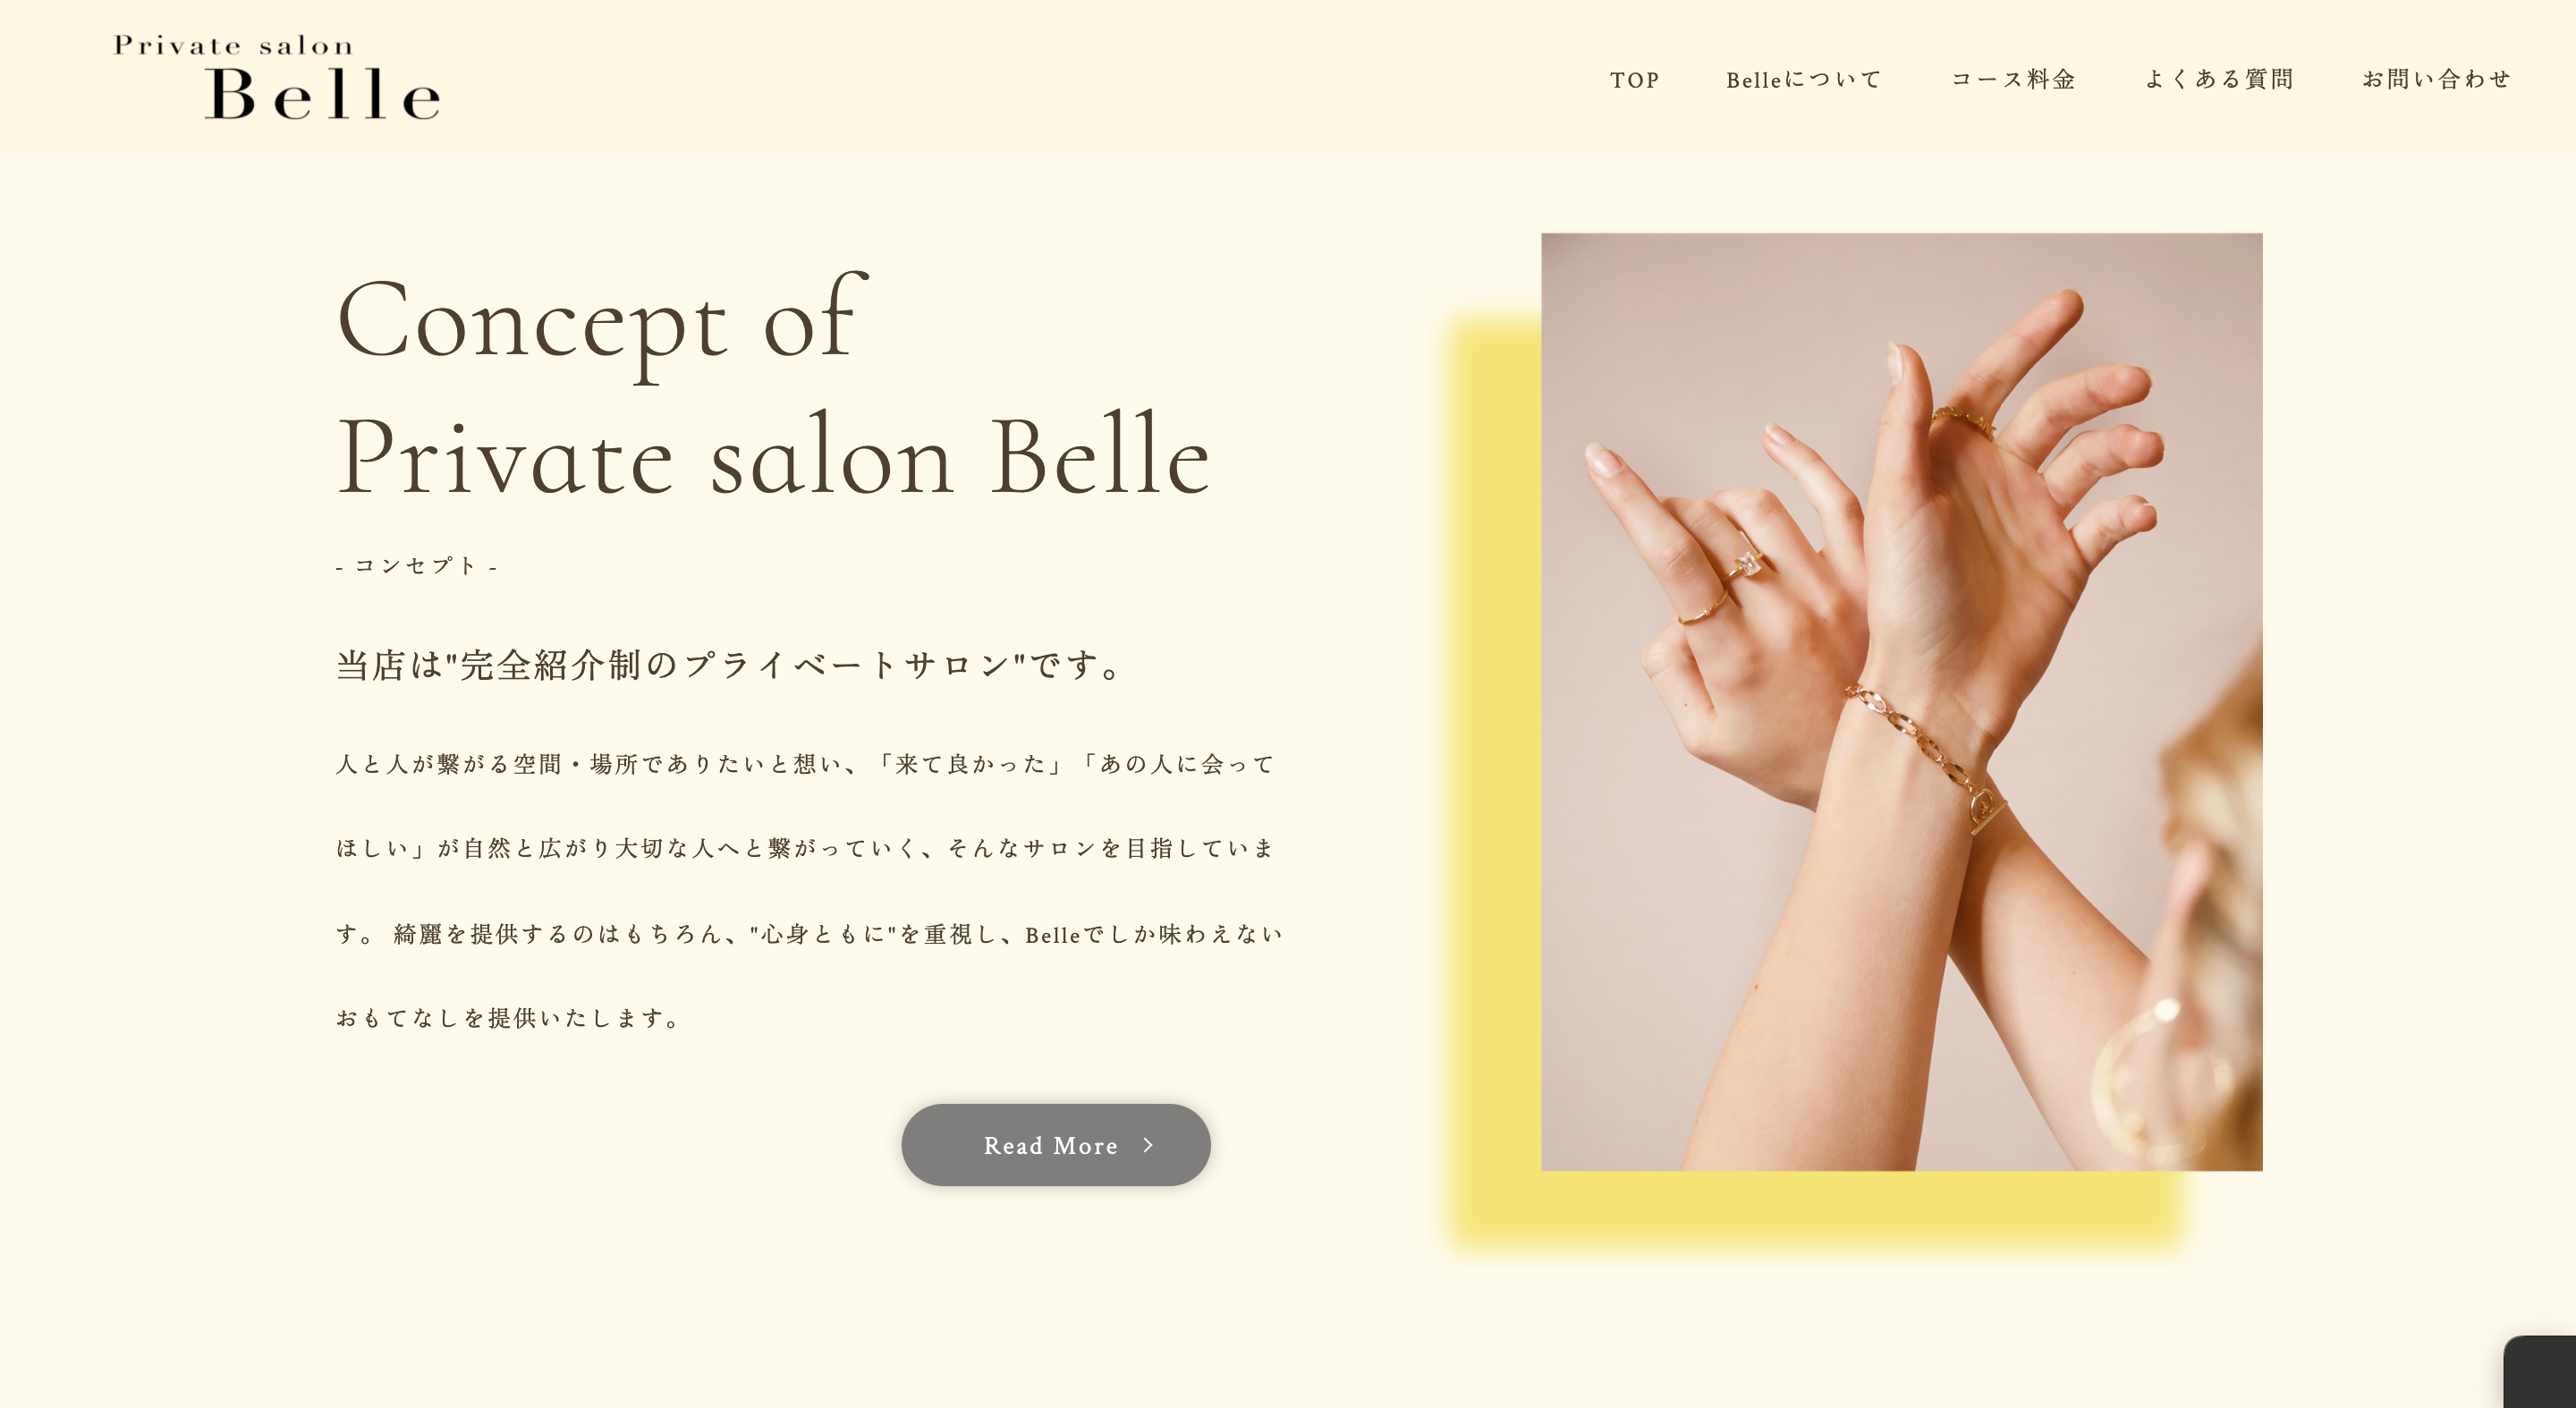 Private salon
Belle
TOP
Belleについて
コース料金
よくある質問
お問い合わせ
Concept of
Private salon Belle
- コンセプト -
当店は"完全紹介制のプライベートサロン"です。
人と人が繋がる空間・場所でありたいと想い、「来て良かった」「あの人に会って
ほしい」が自然と広がり大切な人へと繋がっていく、そんなサロンを目指していま
す。 綺麗を提供するのはもちろん、"心身ともに"を重視し、Belleでしか味わえない
おもてなしを提供いたします。
Read More